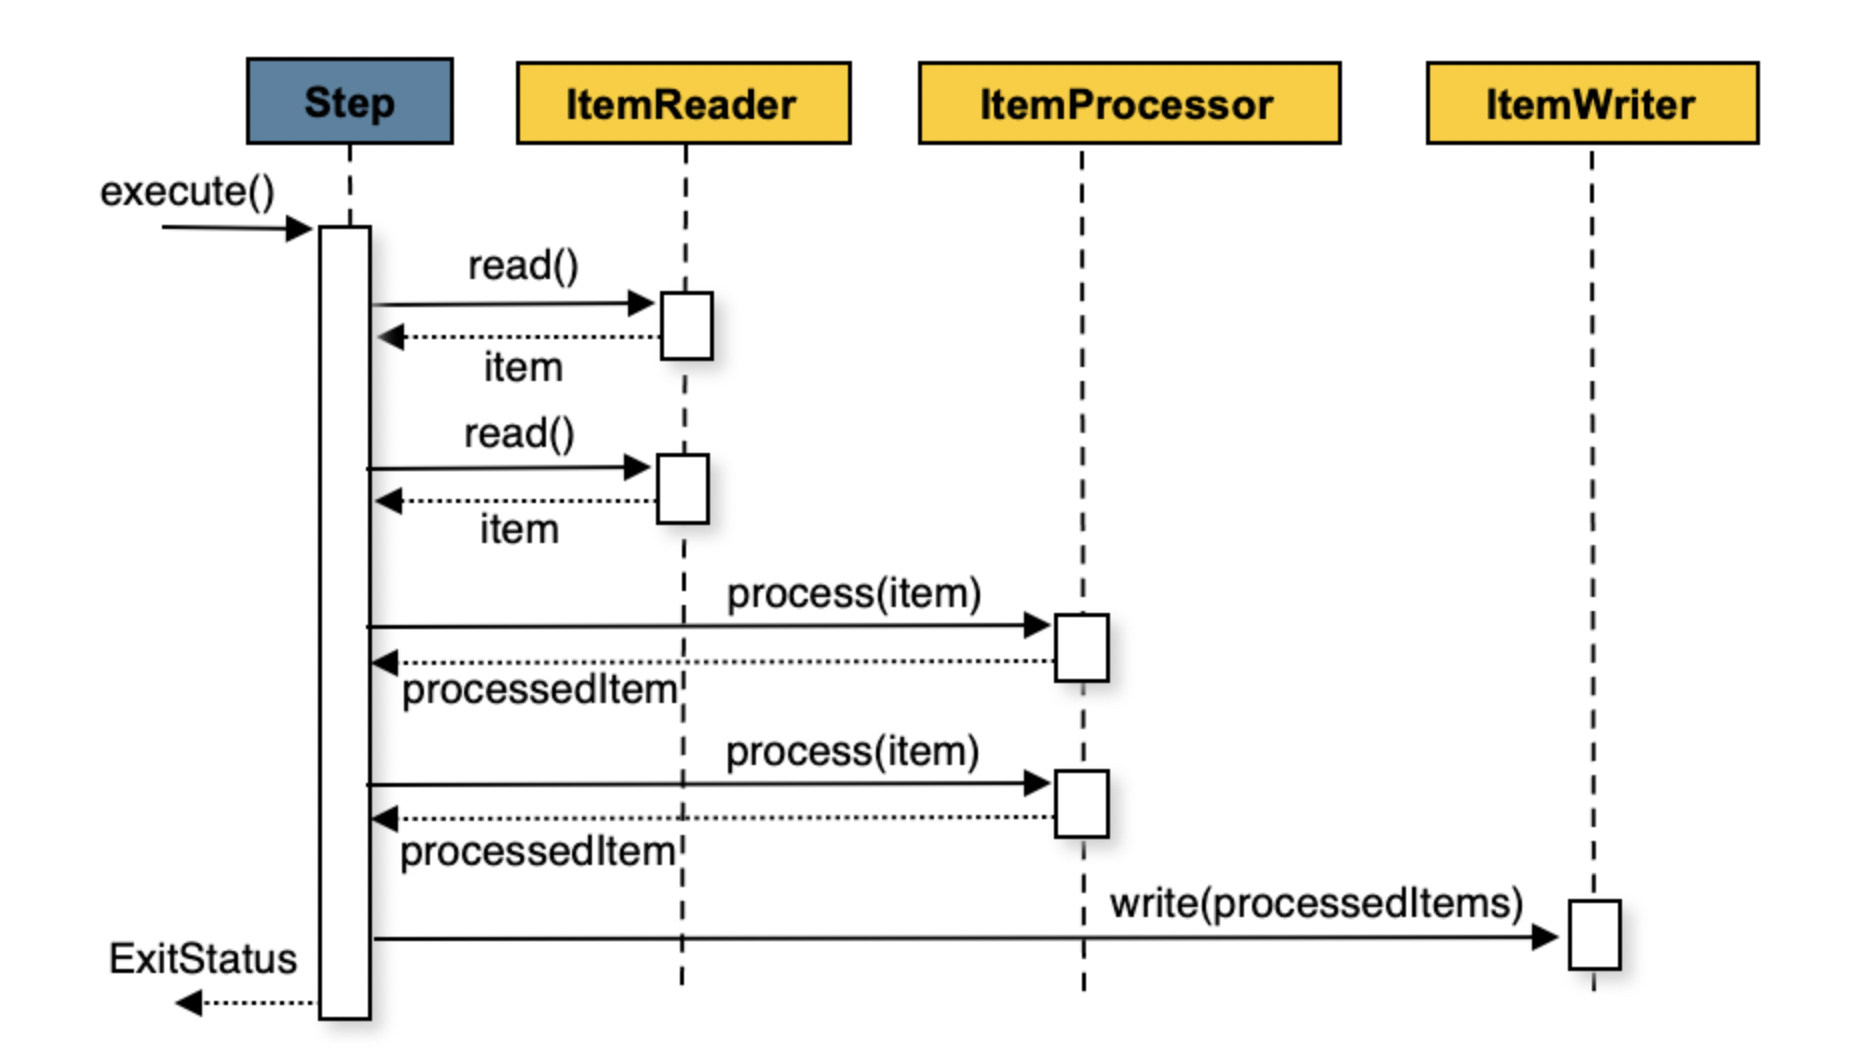 Step
ItemReader
ItemProcessor
ItemWriter
execute()
read()
item
read()
item
process(item)
processedItem
process(item)
processedItem
write(processedItems)
ExitStatus